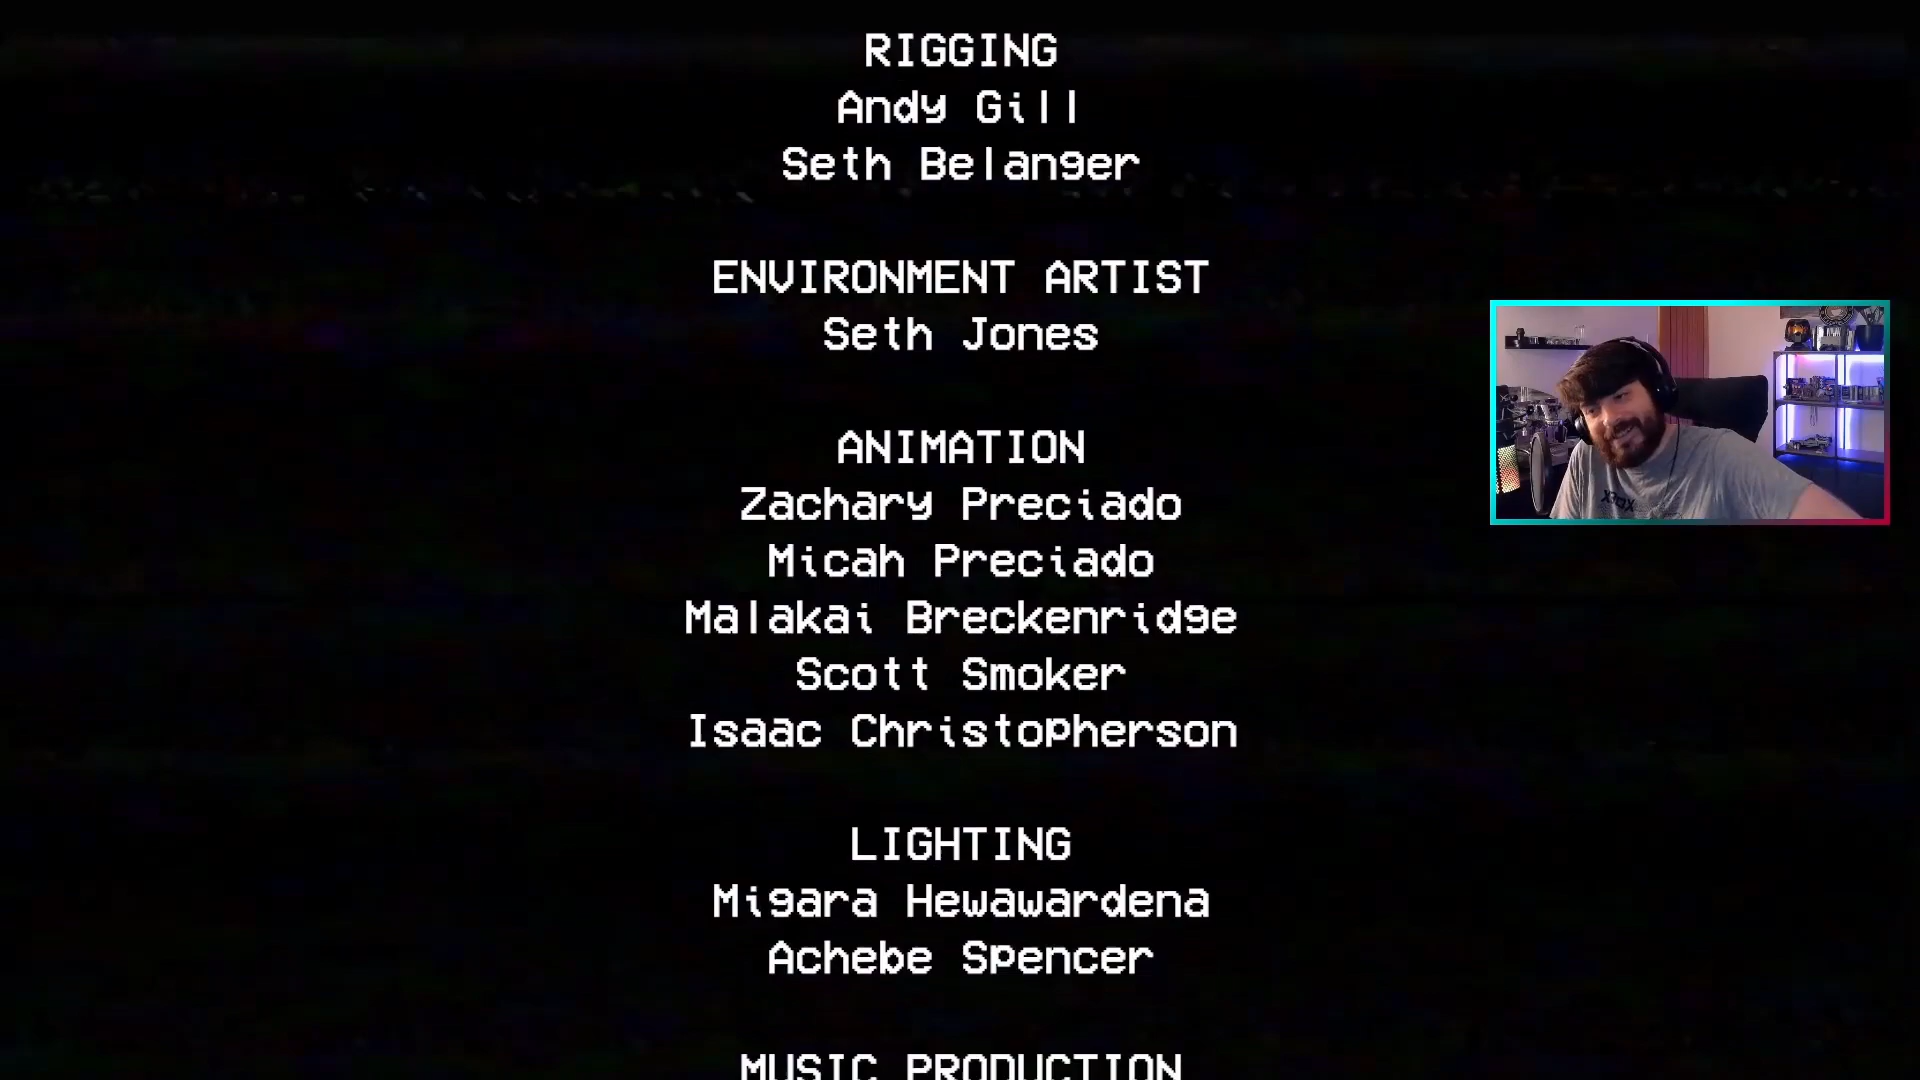 RIGGING
Andy Gill
Seth Belanger
ENVIRONMENT ARTIST
Seth Jones
ANIMATION
Zachary Preciado
Micah Preciado
Malakai Breckenridge
Scott Smoker
Isaac Christopherson
LIGHTING
Migara Hewawardena
Achebe Spencer
MUSIC PRODUCTION
XBOX